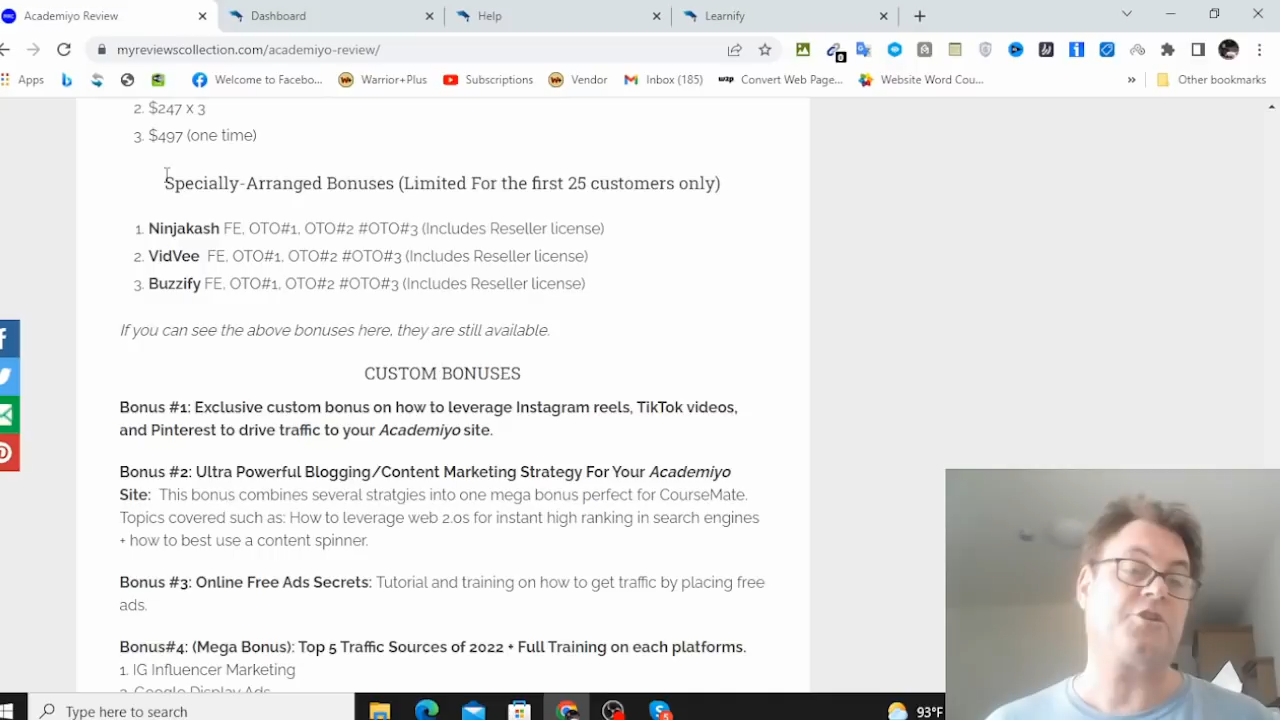 Academiyo Review
Dashboard
Help
Learnify
myreviewscollection.com/academiyo-review/
Apps
Welcome to Facebo...
Warrior+Plus
Subscriptions
Vendor
Inbox (185)
Convert Web Page...
Website Word Cou...
Other bookmarks
2. $247 x 3
3. $497 (one time)
Specially-Arranged Bonuses (Limited For the first 25 customers only)
1. Ninjakash FE, OTO#1, OTO#2 #OTO#3 (Includes Reseller license)
2. VidVee FE, OTO#1, OTO#2 #OTO#3 (Includes Reseller license)
3. Buzzify FE, OTO#1, OTO#2 #OTO#3 (Includes Reseller license)
If you can see the above bonuses here, they are still available.
CUSTOM BONUSES
Bonus #1: Exclusive custom bonus on how to leverage Instagram reels, TikTok videos,
and Pinterest to drive traffic to your Academiyo site.
Bonus #2: Ultra Powerful Blogging/Content Marketing Strategy For Your Academiyo
Site: This bonus combines several stratgies into one mega bonus perfect for CourseMate.
Topics covered such as: How to leverage web 2.0s for instant high ranking in search engines
+ how to best use a content spinner.
Bonus #3: Online Free Ads Secrets: Tutorial and training on how to get traffic by placing free
ads.
Bonus#4: (Mega Bonus): Top 5 Traffic Sources of 2022 + Full Training on each platforms.
1. IG Influencer Marketing
2. Google Display Ads
Type here to search
93°F